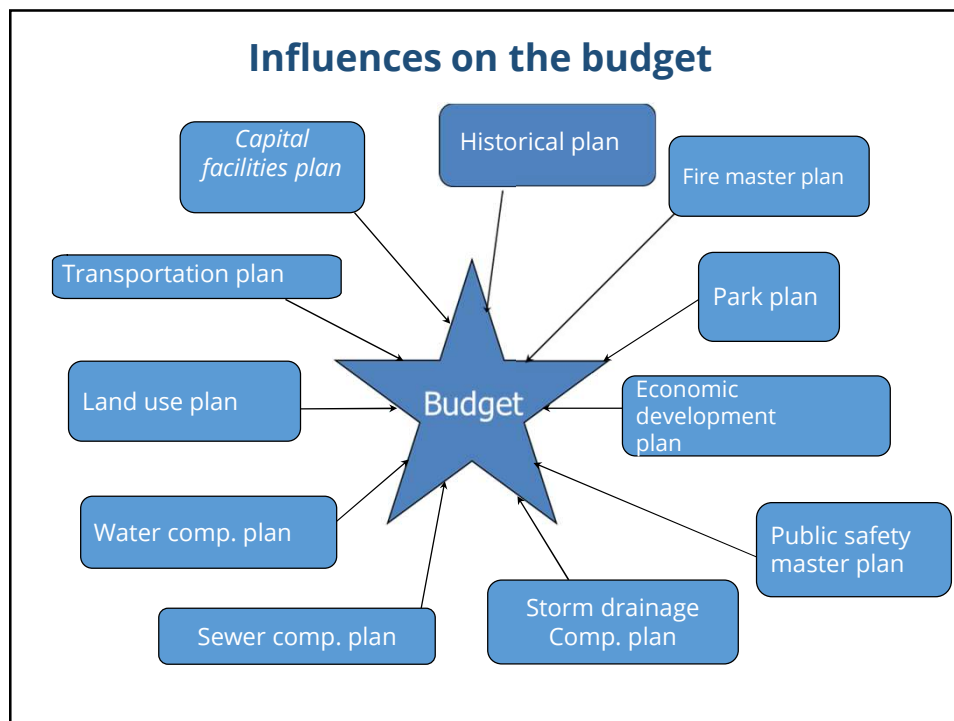 Influences on the budget
Capital
facilities plan
Historical plan
Fire master plan
Transportation plan
Park plan
Land use plan
Budget
Economic
development
plan
Water comp. plan
Public safety
master plan
Sewer comp. plan
Storm drainage
Comp. plan